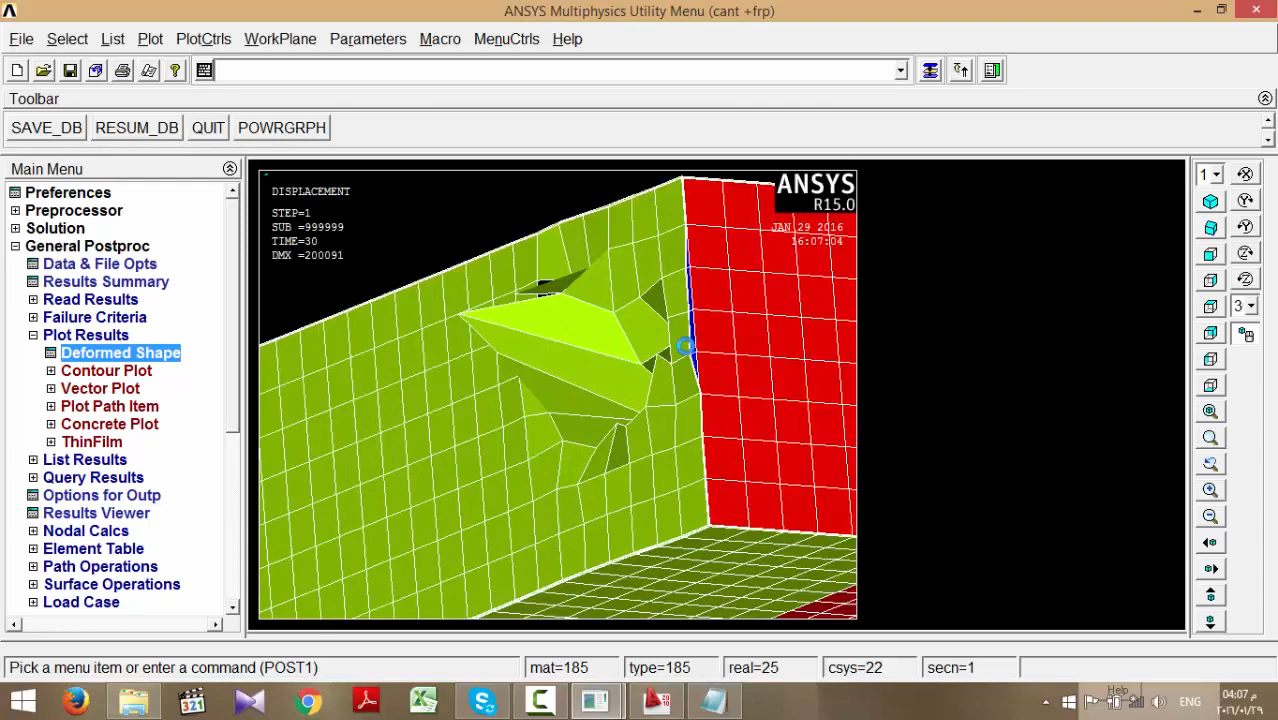 ANSYS Multiphysics Utility Menu (cant +frp)
File Select List Plot PlotCtrls WorkPlane Parameters Macro MenuCtrls Help
Toolbar
SAVE_DB RESUM_DB QUIT POWRGRPH
Main Menu
Preferences
Preprocessor
Solution
General Postproc
Data & File Opts
Results Summary
Read Results
Failure Criteria
Plot Results
Deformed Shape
Contour Plot
Vector Plot
Plot Path Item
Concrete Plot
ThinFilm
List Results
Query Results
Options for Outp
Results Viewer
Nodal Calcs
Element Table
Path Operations
Surface Operations
Load Case
DISPLACEMENT
STEP=1
SUB =999999
TIME=30
DMX =200091
ANSYS
R15.0
JAN 29 2016
16:07:04
1
3
Pick a menu item or enter a command (POST1) mat=185 type=185 real=25 csys=22 secn=1
321
Help
ENG
04:07 م
٢٠١٦/٠١/٢٩